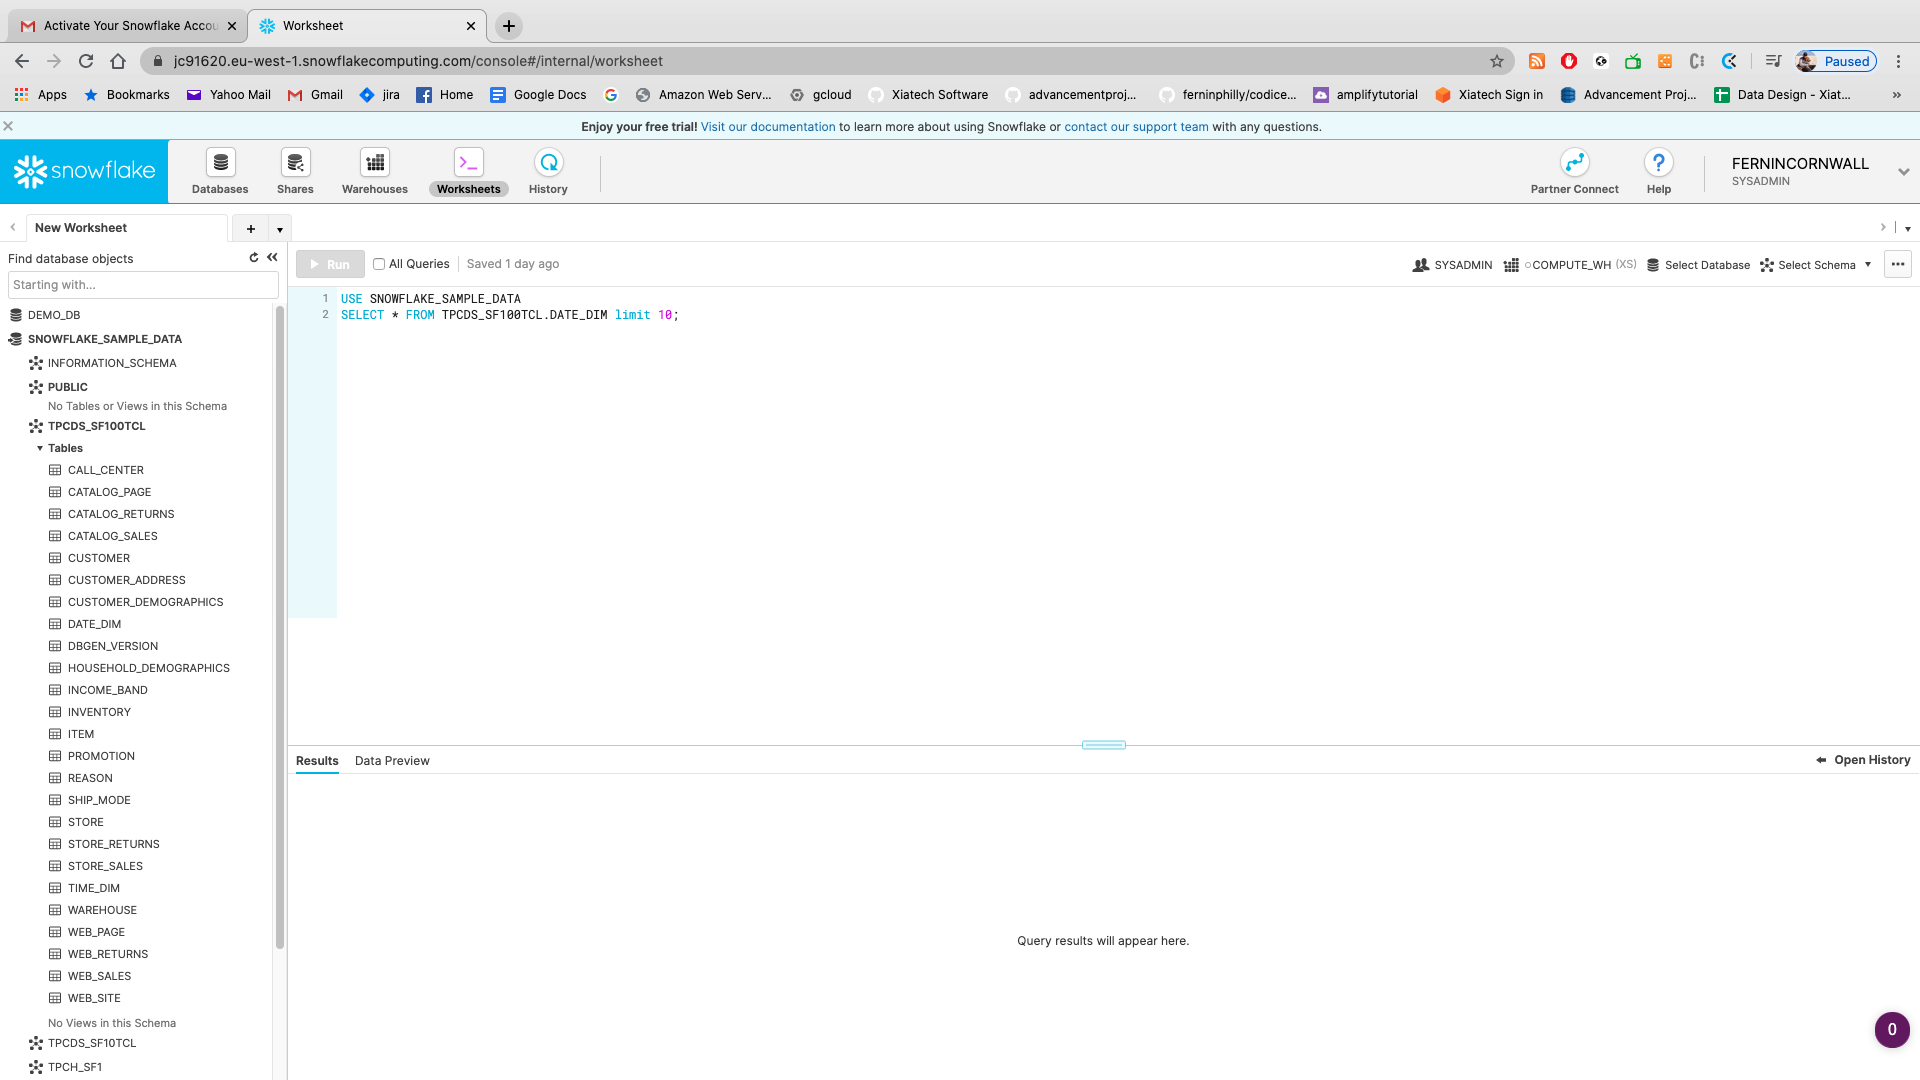 Activate Your Snowflake Accou
Worksheet
jc91620.eu-west-1.snowflakecomputing.com/console#/internal/worksheet
Paused
Apps Bookmarks Yahoo Mail Gmail jira Home Google Docs Amazon Web Serv... gcloud Xiatech Software advancementproj... ferninphilly/codice... amplifytutorial Xiatech Sign in Advancement Proj... Data Design - Xiat... »
Enjoy your free trial! Visit our documentation to learn more about using Snowflake or contact our support team with any questions.
snowflake
Databases Shares Warehouses Worksheets History
Partner Connect Help
FERNINCORNWALL
SYSADMIN
New Worksheet
Find database objects
Starting with...
Run All Queries Saved 1 day ago
SYSADMIN COMPUTE_WH (XS) Select Database Select Schema
1 USE SNOWFLAKE_SAMPLE_DATA
2 SELECT * FROM TPCDS_SF100TCL.DATE_DIM limit 10;
DEMO_DB
SNOWFLAKE_SAMPLE_DATA
INFORMATION_SCHEMA
PUBLIC
No Tables or Views in this Schema
TPCDS_SF100TCL
Tables
CALL_CENTER
CATALOG_PAGE
CATALOG_RETURNS
CATALOG_SALES
CUSTOMER
CUSTOMER_ADDRESS
CUSTOMER_DEMOGRAPHICS
DATE_DIM
DBGEN_VERSION
HOUSEHOLD_DEMOGRAPHICS
INCOME_BAND
INVENTORY
ITEM
PROMOTION
REASON
SHIP_MODE
STORE
STORE_RETURNS
STORE_SALES
TIME_DIM
WAREHOUSE
WEB_PAGE
WEB_RETURNS
WEB_SALES
WEB_SITE
No Views in this Schema
TPCDS_SF10TCL
TPCH_SF1
Results Data Preview
Open History
Query results will appear here.
0